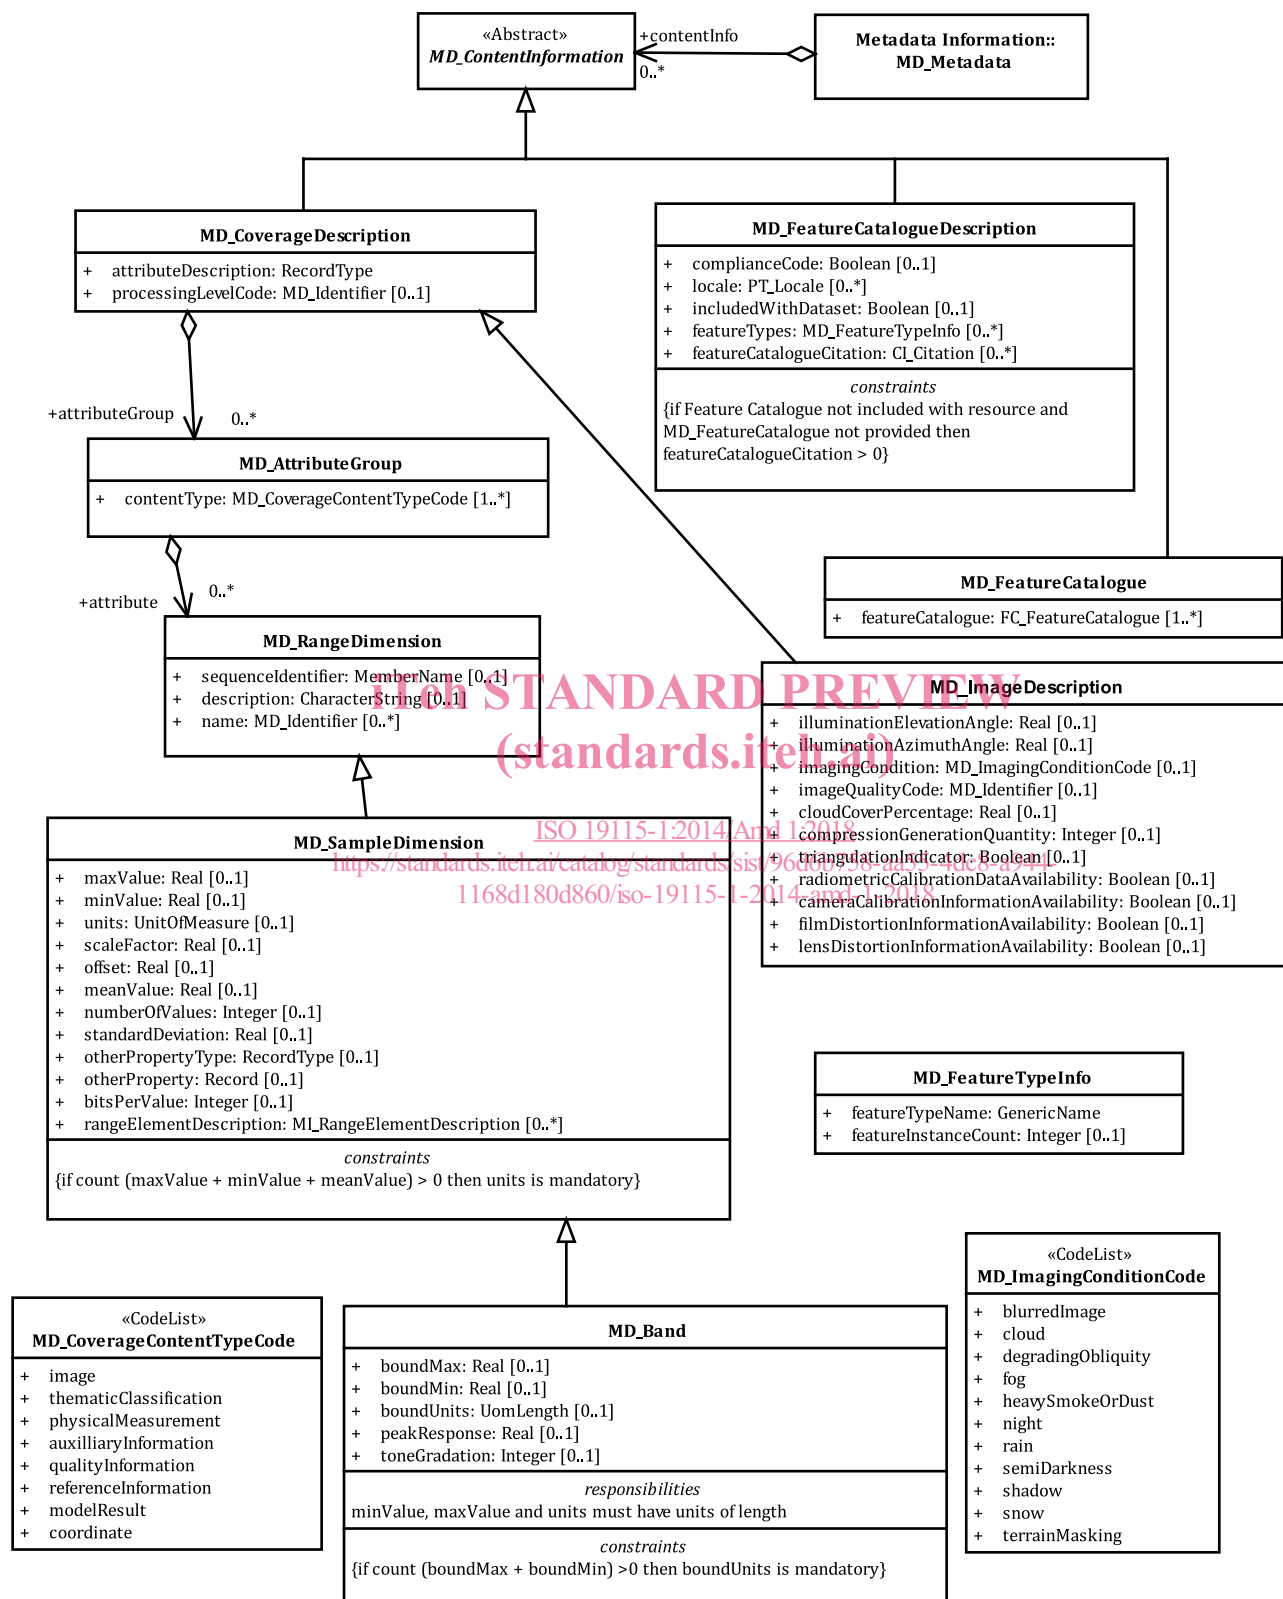 «Abstract»
MD_ContentInformation
+contentInfo
0..*
Metadata Information::
MD_Metadata
MD_CoverageDescription
+ attributeDescription: RecordType
+ processingLevelCode: MD_Identifier [0..1]
MD_FeatureCatalogueDescription
+ complianceCode: Boolean [0..1]
+ locale: PT_Locale [0..*]
+ includedWithDataset: Boolean [0..1]
+ featureTypes: MD_FeatureTypeInfo [0..*]
+ featureCatalogueCitation: CI_Citation [0..*]
constraints
{if Feature Catalogue not included with resource and
MD_FeatureCatalogue not provided then
featureCatalogueCitation > 0}
+attributeGroup
0..*
MD_AttributeGroup
+ contentType: MD_CoverageContentTypeCode [1..*]
+attribute
0..*
MD_FeatureCatalogue
+ featureCatalogue: FC_FeatureCatalogue [1..*]
MD_RangeDimension
+ sequenceIdentifier: MemberName [0..1]
+ description: CharacterString [0..1]
+ name: MD_Identifier [0..*]
iTeh STANDARD PREVIEW
(standards.iteh.ai)
ISO 19115-1:2014/Amd 1:2018
https://standards.iteh.ai/catalog/standards/sist/96d6b758-aa55-4dc8-a944-
1168d180d860/iso-19115-1-2014-amd-1-2018
MD_ImageDescription
+ illuminationElevationAngle: Real [0..1]
+ illuminationAzimuthAngle: Real [0..1]
+ imagingCondition: MD_ImagingConditionCode [0..1]
+ imageQualityCode: MD_Identifier [0..1]
+ cloudCoverPercentage: Real [0..1]
+ compressionGenerationQuantity: Integer [0..1]
+ triangulationIndicator: Boolean [0..1]
+ radiometricCalibrationDataAvailability: Boolean [0..1]
+ cameraCalibrationInformationAvailability: Boolean [0..1]
+ filmDistortionInformationAvailability: Boolean [0..1]
+ lensDistortionInformationAvailability: Boolean [0..1]
MD_SampleDimension
+ maxValue: Real [0..1]
+ minValue: Real [0..1]
+ units: UnitOfMeasure [0..1]
+ scaleFactor: Real [0..1]
+ offset: Real [0..1]
+ meanValue: Real [0..1]
+ numberOfValues: Integer [0..1]
+ standardDeviation: Real [0..1]
+ otherPropertyType: RecordType [0..1]
+ otherProperty: Record [0..1]
+ bitsPerValue: Integer [0..1]
+ rangeElementDescription: MI_RangeElementDescription [0..*]
constraints
{if count (maxValue + minValue + meanValue) > 0 then units is mandatory}
MD_FeatureTypeInfo
+ featureTypeName: GenericName
+ featureInstanceCount: Integer [0..1]
«CodeList»
MD_CoverageContentTypeCode
+ image
+ thematicClassification
+ physicalMeasurement
+ auxilliaryInformation
+ qualityInformation
+ referenceInformation
+ modelResult
+ coordinate
MD_Band
+ boundMax: Real [0..1]
+ boundMin: Real [0..1]
+ boundUnits: UomLength [0..1]
+ peakResponse: Real [0..1]
+ toneGradation: Integer [0..1]
responsibilities
minValue, maxValue and units must have units of length
constraints
{if count (boundMax + boundMin) >0 then boundUnits is mandatory}
«CodeList»
MD_ImagingConditionCode
+ blurredImage
+ cloud
+ degradingObliquity
+ fog
+ heavySmokeOrDust
+ night
+ rain
+ semiDarkness
+ shadow
+ snow
+ terrainMasking